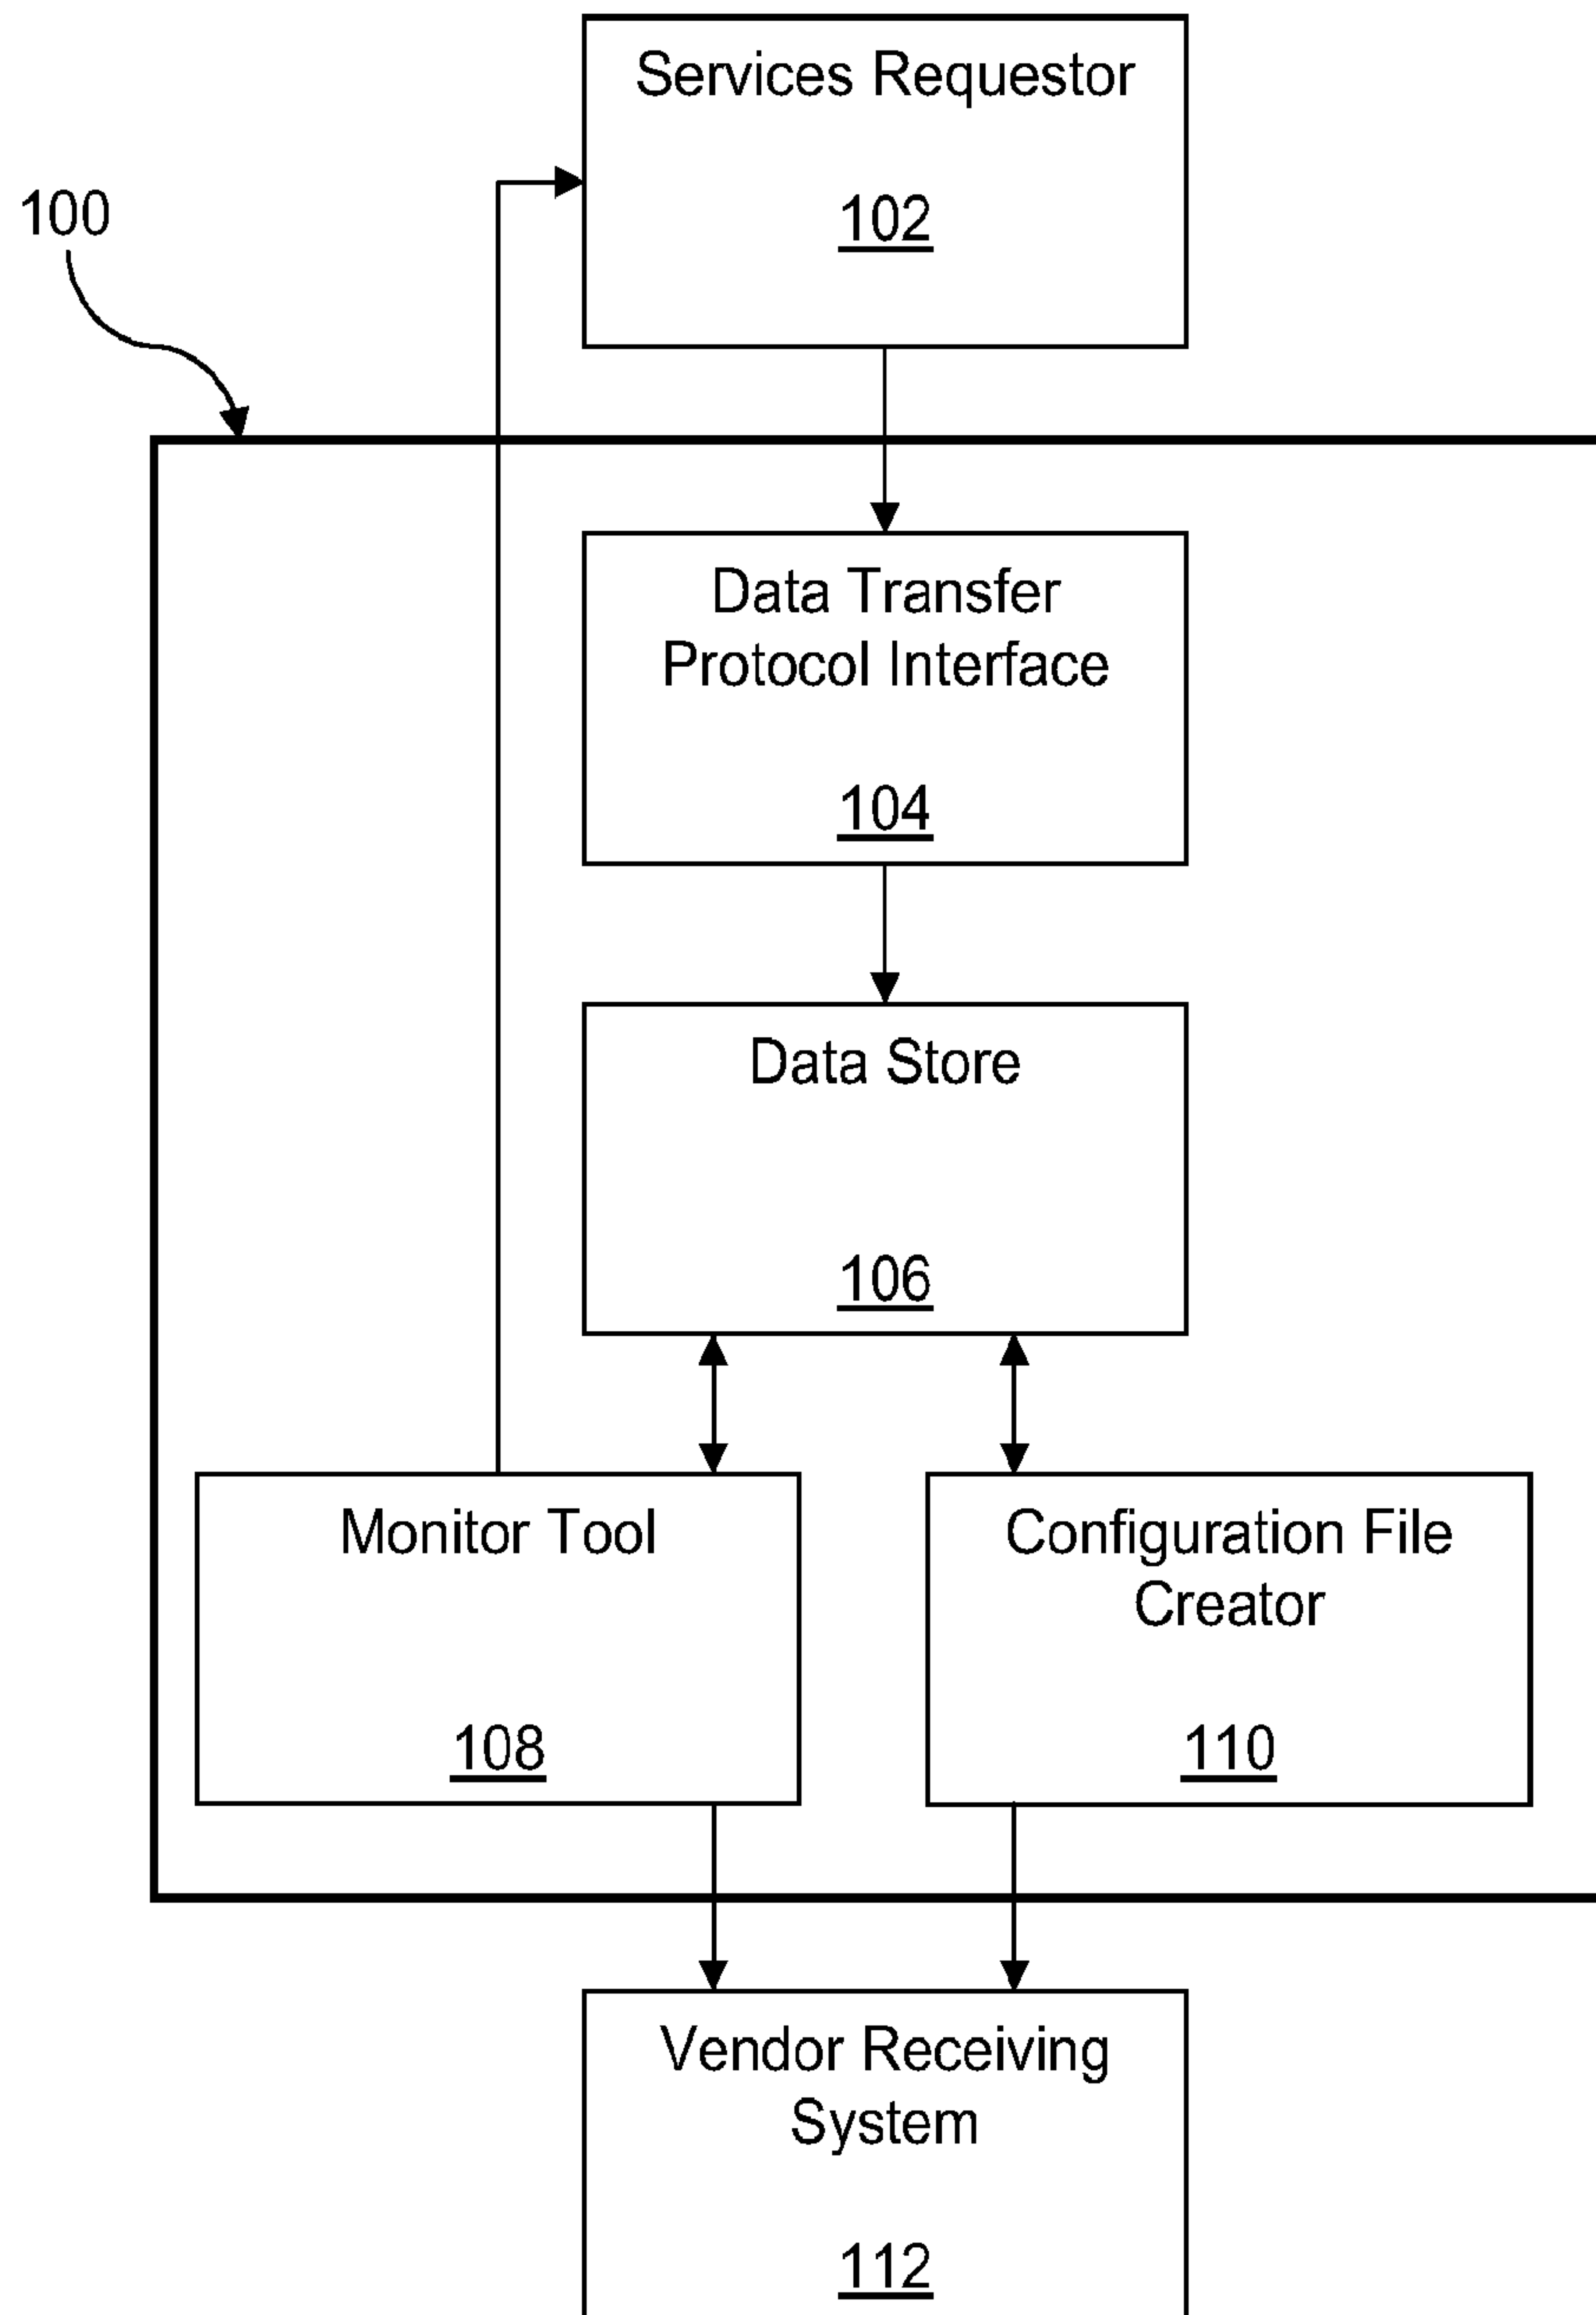 Services Requestor
102
100
Data Transfer
Protocol Interface
104
Data Store
106
Monitor Tool
108
Configuration File
Creator
110
Vendor Receiving
System
112